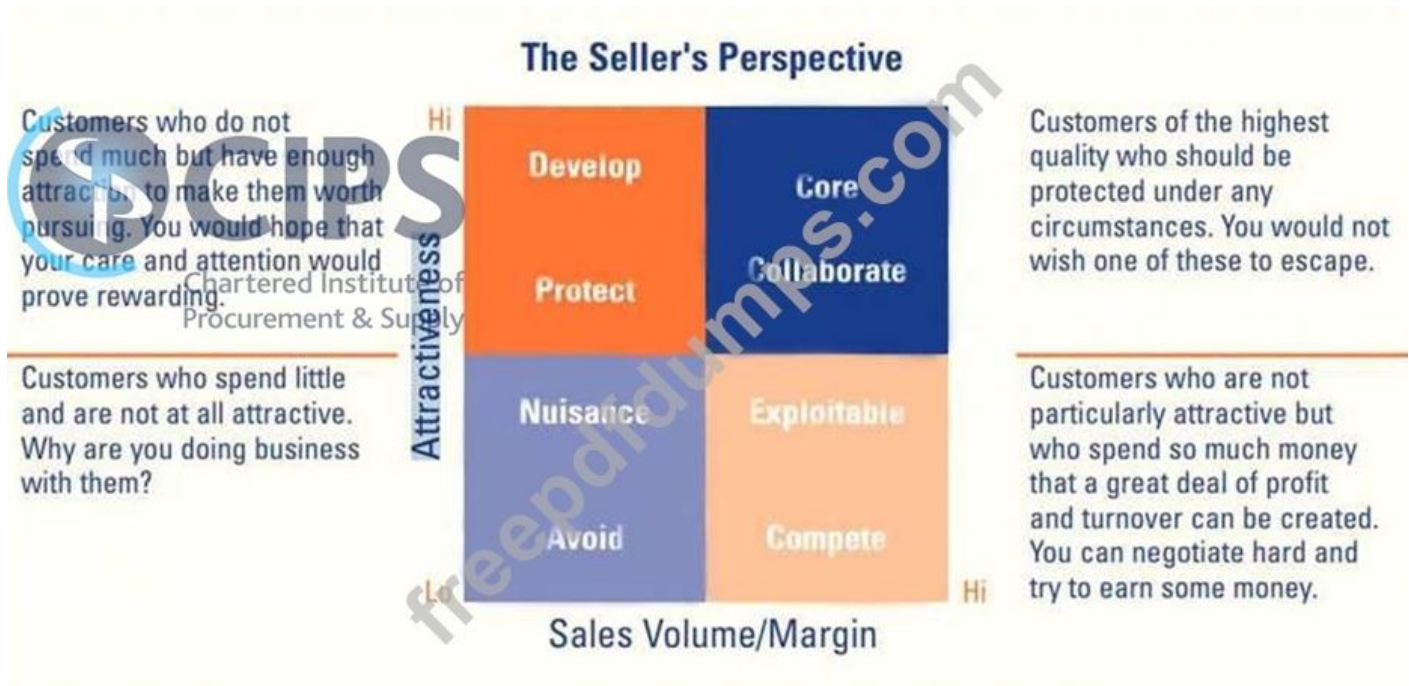 The Seller's Perspective
Customers who do not
spend much but have enough
attraction to make them worth
pursuing. You would hope that
your care and attention would
prove rewarding.
CIPS
Chartered Institute of
Procurement & Supply
Customers who spend little
and are not at all attractive.
Why are you doing business
with them?
Hi
Attractiveness
Lo
Develop
Protect
Core
Collaborate
Nuisance
Avoid
Exploitable
Compete
Hi
Sales Volume/Margin
Customers of the highest
quality who should be
protected under any
circumstances. You would not
wish one of these to escape.
Customers who are not
particularly attractive but
who spend so much money
that a great deal of profit
and turnover can be created.
You can negotiate hard and
try to earn some money.
freepdfdumps.com